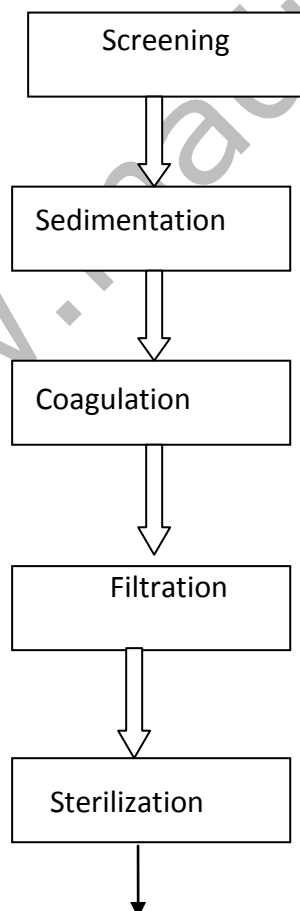 Screening
Sedimentation
Coagulation
Filtration
Sterilization